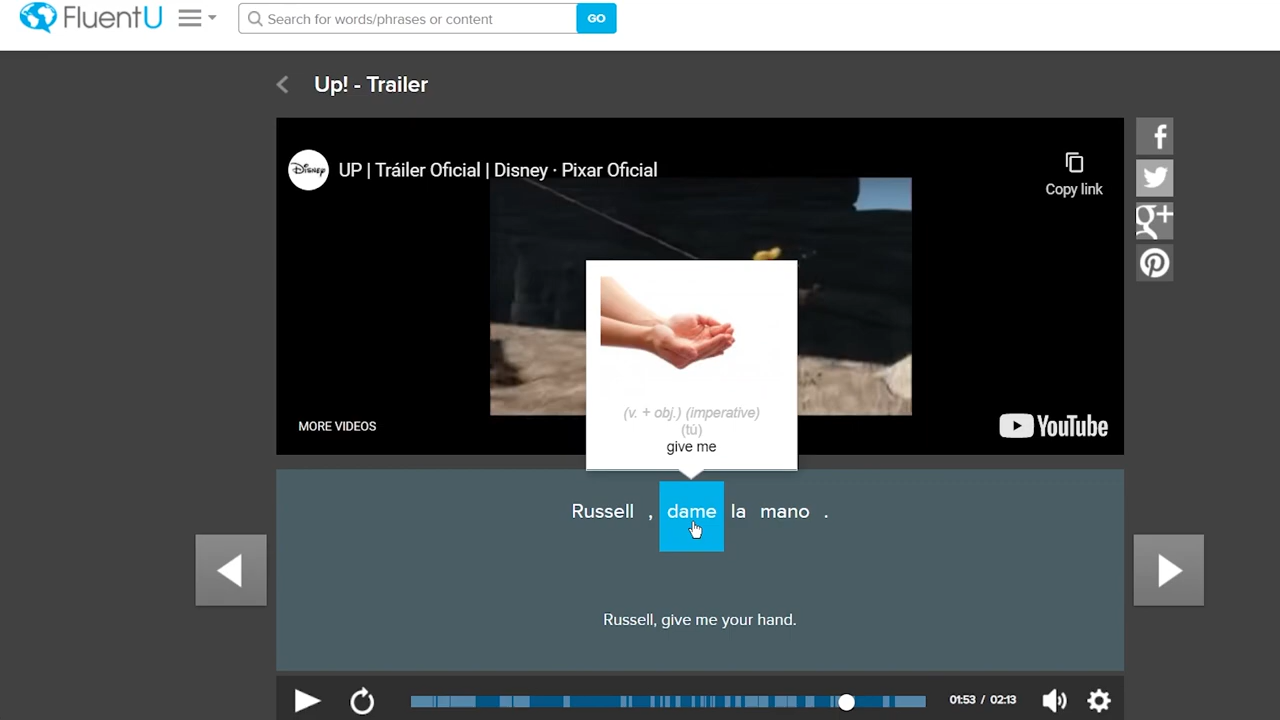 FluentU
Search for words/phrases or content
GO
Up! - Trailer
Disney
UP | Tráiler Oficial | Disney · Pixar Oficial
Copy link
f
g+
(v. + obj.) (imperative)
(tú)
give me
MORE VIDEOS
YouTube
Russell , dame la mano .
Russell, give me your hand.
01:53 / 02:13